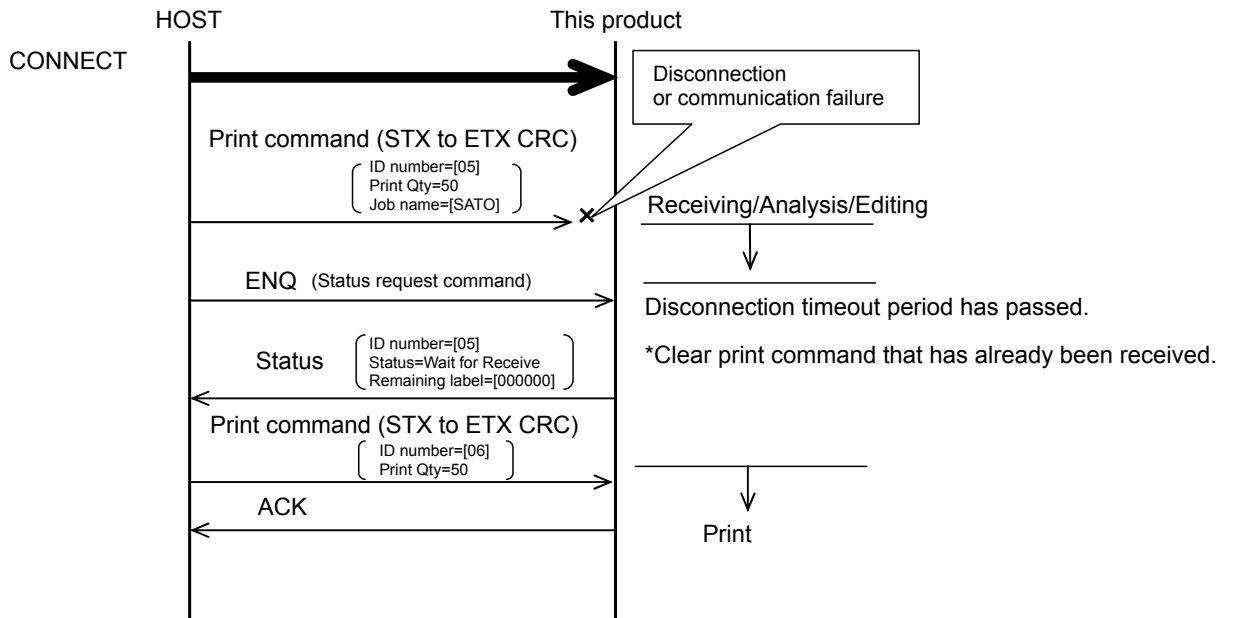 HOST
This product
CONNECT
Disconnection
or communication failure
Print command (STX to ETX CRC)
ID number=[05]
Print Qty=50
Job name=[SATO]
Receiving/Analysis/Editing
ENQ (Status request command)
Disconnection timeout period has passed.
Status
ID number=[05]
Status=Wait for Receive
Remaining label=[000000]
*Clear print command that has already been received.
Print command (STX to ETX CRC)
ID number=[06]
Print Qty=50
ACK
Print